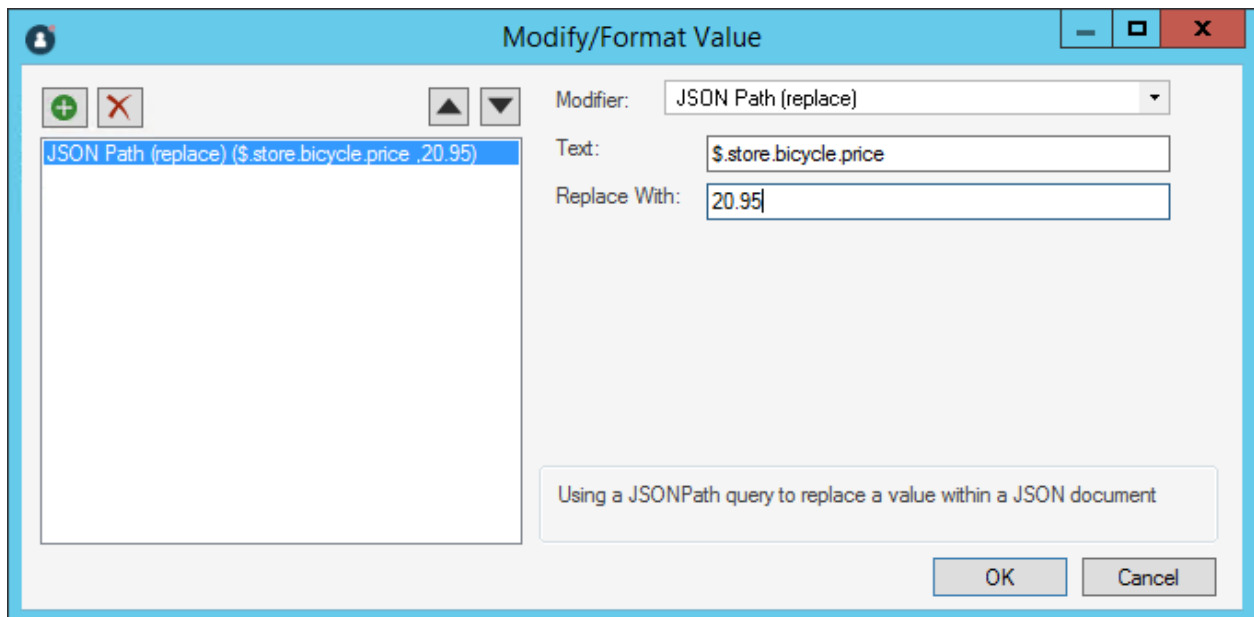 Modify/Format Value
X
Modifier: JSON Path (replace)
JSON Path (replace) ($.store.bicycle.price ,20.95)
Text: $.store.bicycle.price
Replace With: 20.95
Using a JSONPath query to replace a value within a JSON document
OK Cancel